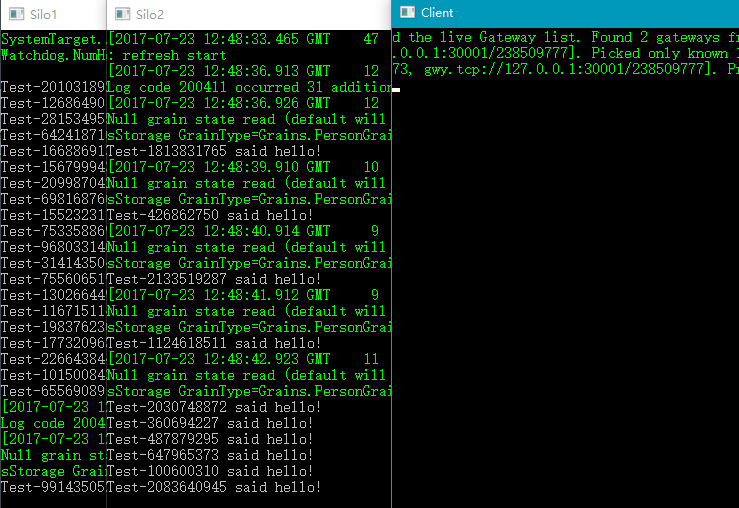 Silo1
SystemTarget.
Watchdog.NumH
Test-20103189
Test-12686490
Test-28153495
Test-64241871
Test-16688691
Test-15679994
Test-20998704
Test-69816876
Test-15523231
Test-75335886
Test-96803314
Test-31414350
Test-75560651
Test-13026644
Test-11671511
Test-19837623
Test-17732096
Test-22664384
Test-10150084
Test-65569089
[2017-07-23 1
Log code 2004
[2017-07-23 1
Null grain st
sStorage Grai
Test-99143505
Silo2
[2017-07-23 12:48:33.465 GMT 47
: refresh start
[2017-07-23 12:48:36.913 GMT 12
Log code 200411 occurred 31 addition
[2017-07-23 12:48:36.926 GMT 12
Null grain state read (default will
sStorage GrainType=Grains.PersonGrai
Test-1813831765 said hello!
[2017-07-23 12:48:39.910 GMT 10
Null grain state read (default will
sStorage GrainType=Grains.PersonGrai
Test-426862750 said hello!
[2017-07-23 12:48:40.914 GMT 9
Null grain state read (default will
sStorage GrainType=Grains.PersonGrai
Test-2133519287 said hello!
[2017-07-23 12:48:41.912 GMT 9
Null grain state read (default will
sStorage GrainType=Grains.PersonGrai
Test-1124618511 said hello!
[2017-07-23 12:48:42.923 GMT 11
Null grain state read (default will
sStorage GrainType=Grains.PersonGrai
Test-2030748872 said hello!
Test-360694227 said hello!
Test-487879295 said hello!
Test-647965373 said hello!
Test-100600310 said hello!
Test-2083640945 said hello!
Client
d the live Gateway list. Found 2 gateways fr
.0.0.1:30001/238509777]. Picked only known l
73, gwy.tcp://127.0.0.1:30001/238509777]. Pr